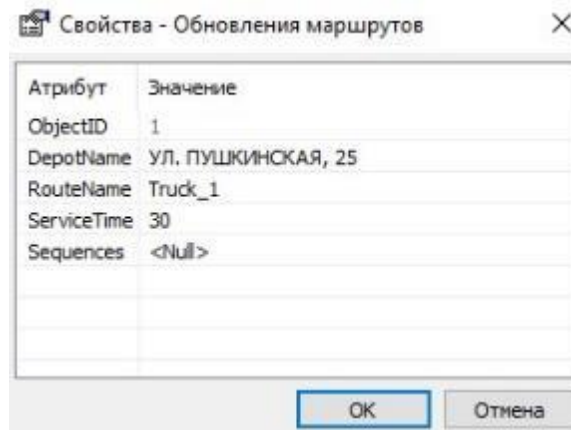 Свойства - Обновления маршрутов
Атрибут Значение
ObjectID 1
DepotName УЛ. ПУШКИНСКАЯ, 25
RouteName Truck_1
ServiceTime 30
Sequences <Null>
OK Отмена